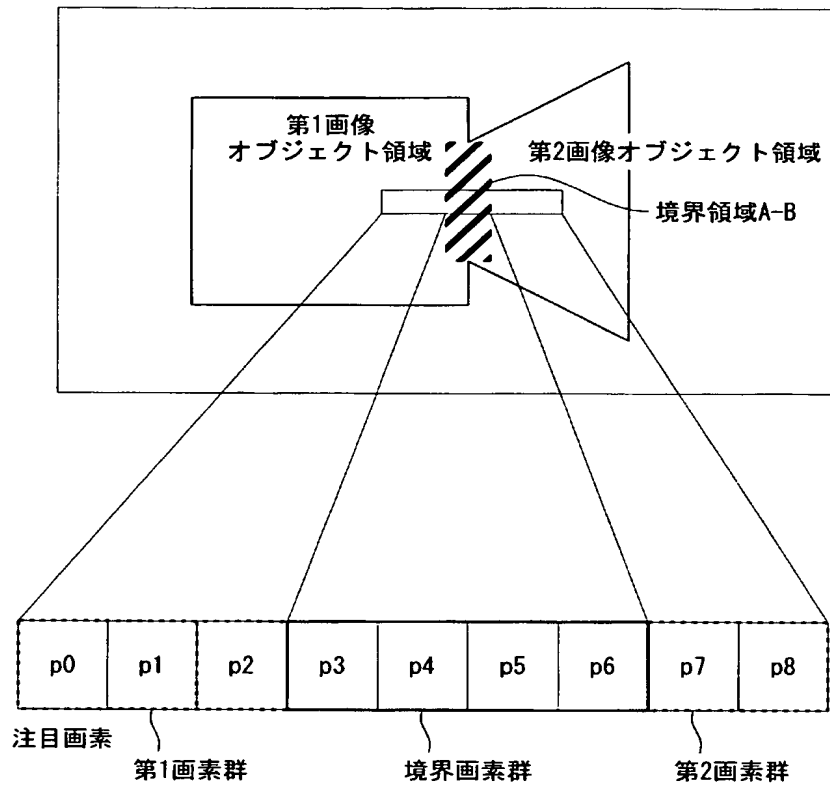 第1画像
オブジェクト領域
第2画像オブジェクト領域
境界領域A-B
p0 p1 p2 p3 p4 p5 p6 p7 p8
注目画素
第1画素群 境界画素群 第2画素群